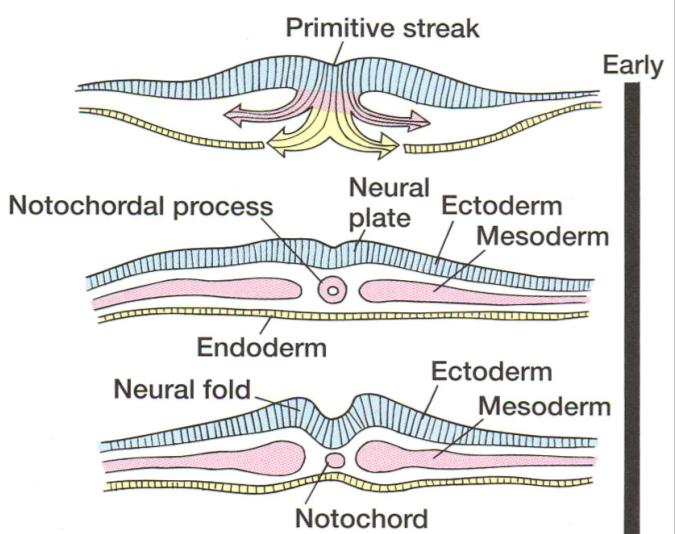 Primitive streak
Early
Notochordal process
Neural
plate
Ectoderm
Mesoderm
Endoderm
Neural fold
Ectoderm
Mesoderm
Notochord